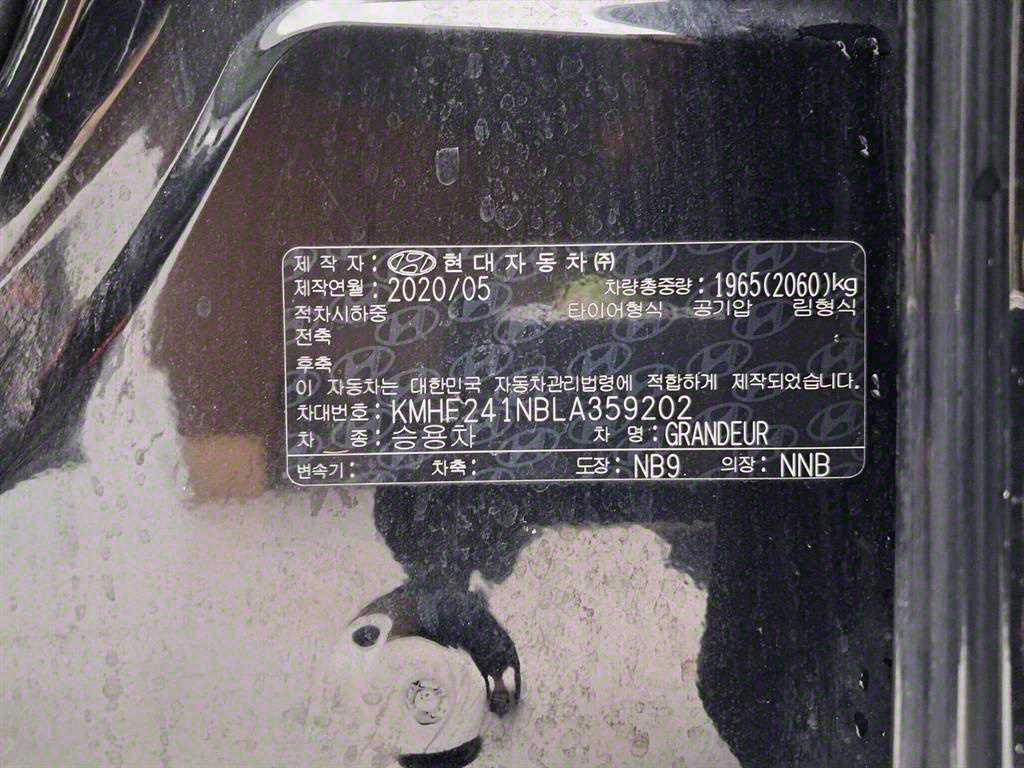 제 작 자 : 현대자동차㈜
제작연월 : 2020/05 차량총중량 : 1965(2060)kg
적차시하중 타이어형식 공기압 림형식
전축
후축
이 자동차는 대한민국 자동차관리법령에 적합하게 제작되었습니다.
차대번호 : KMHF241NBLA359202
차 종 : 승용차 차 명 : GRANDEUR
변속기 : 차축 : 도장 : NB9 의장 : NNB